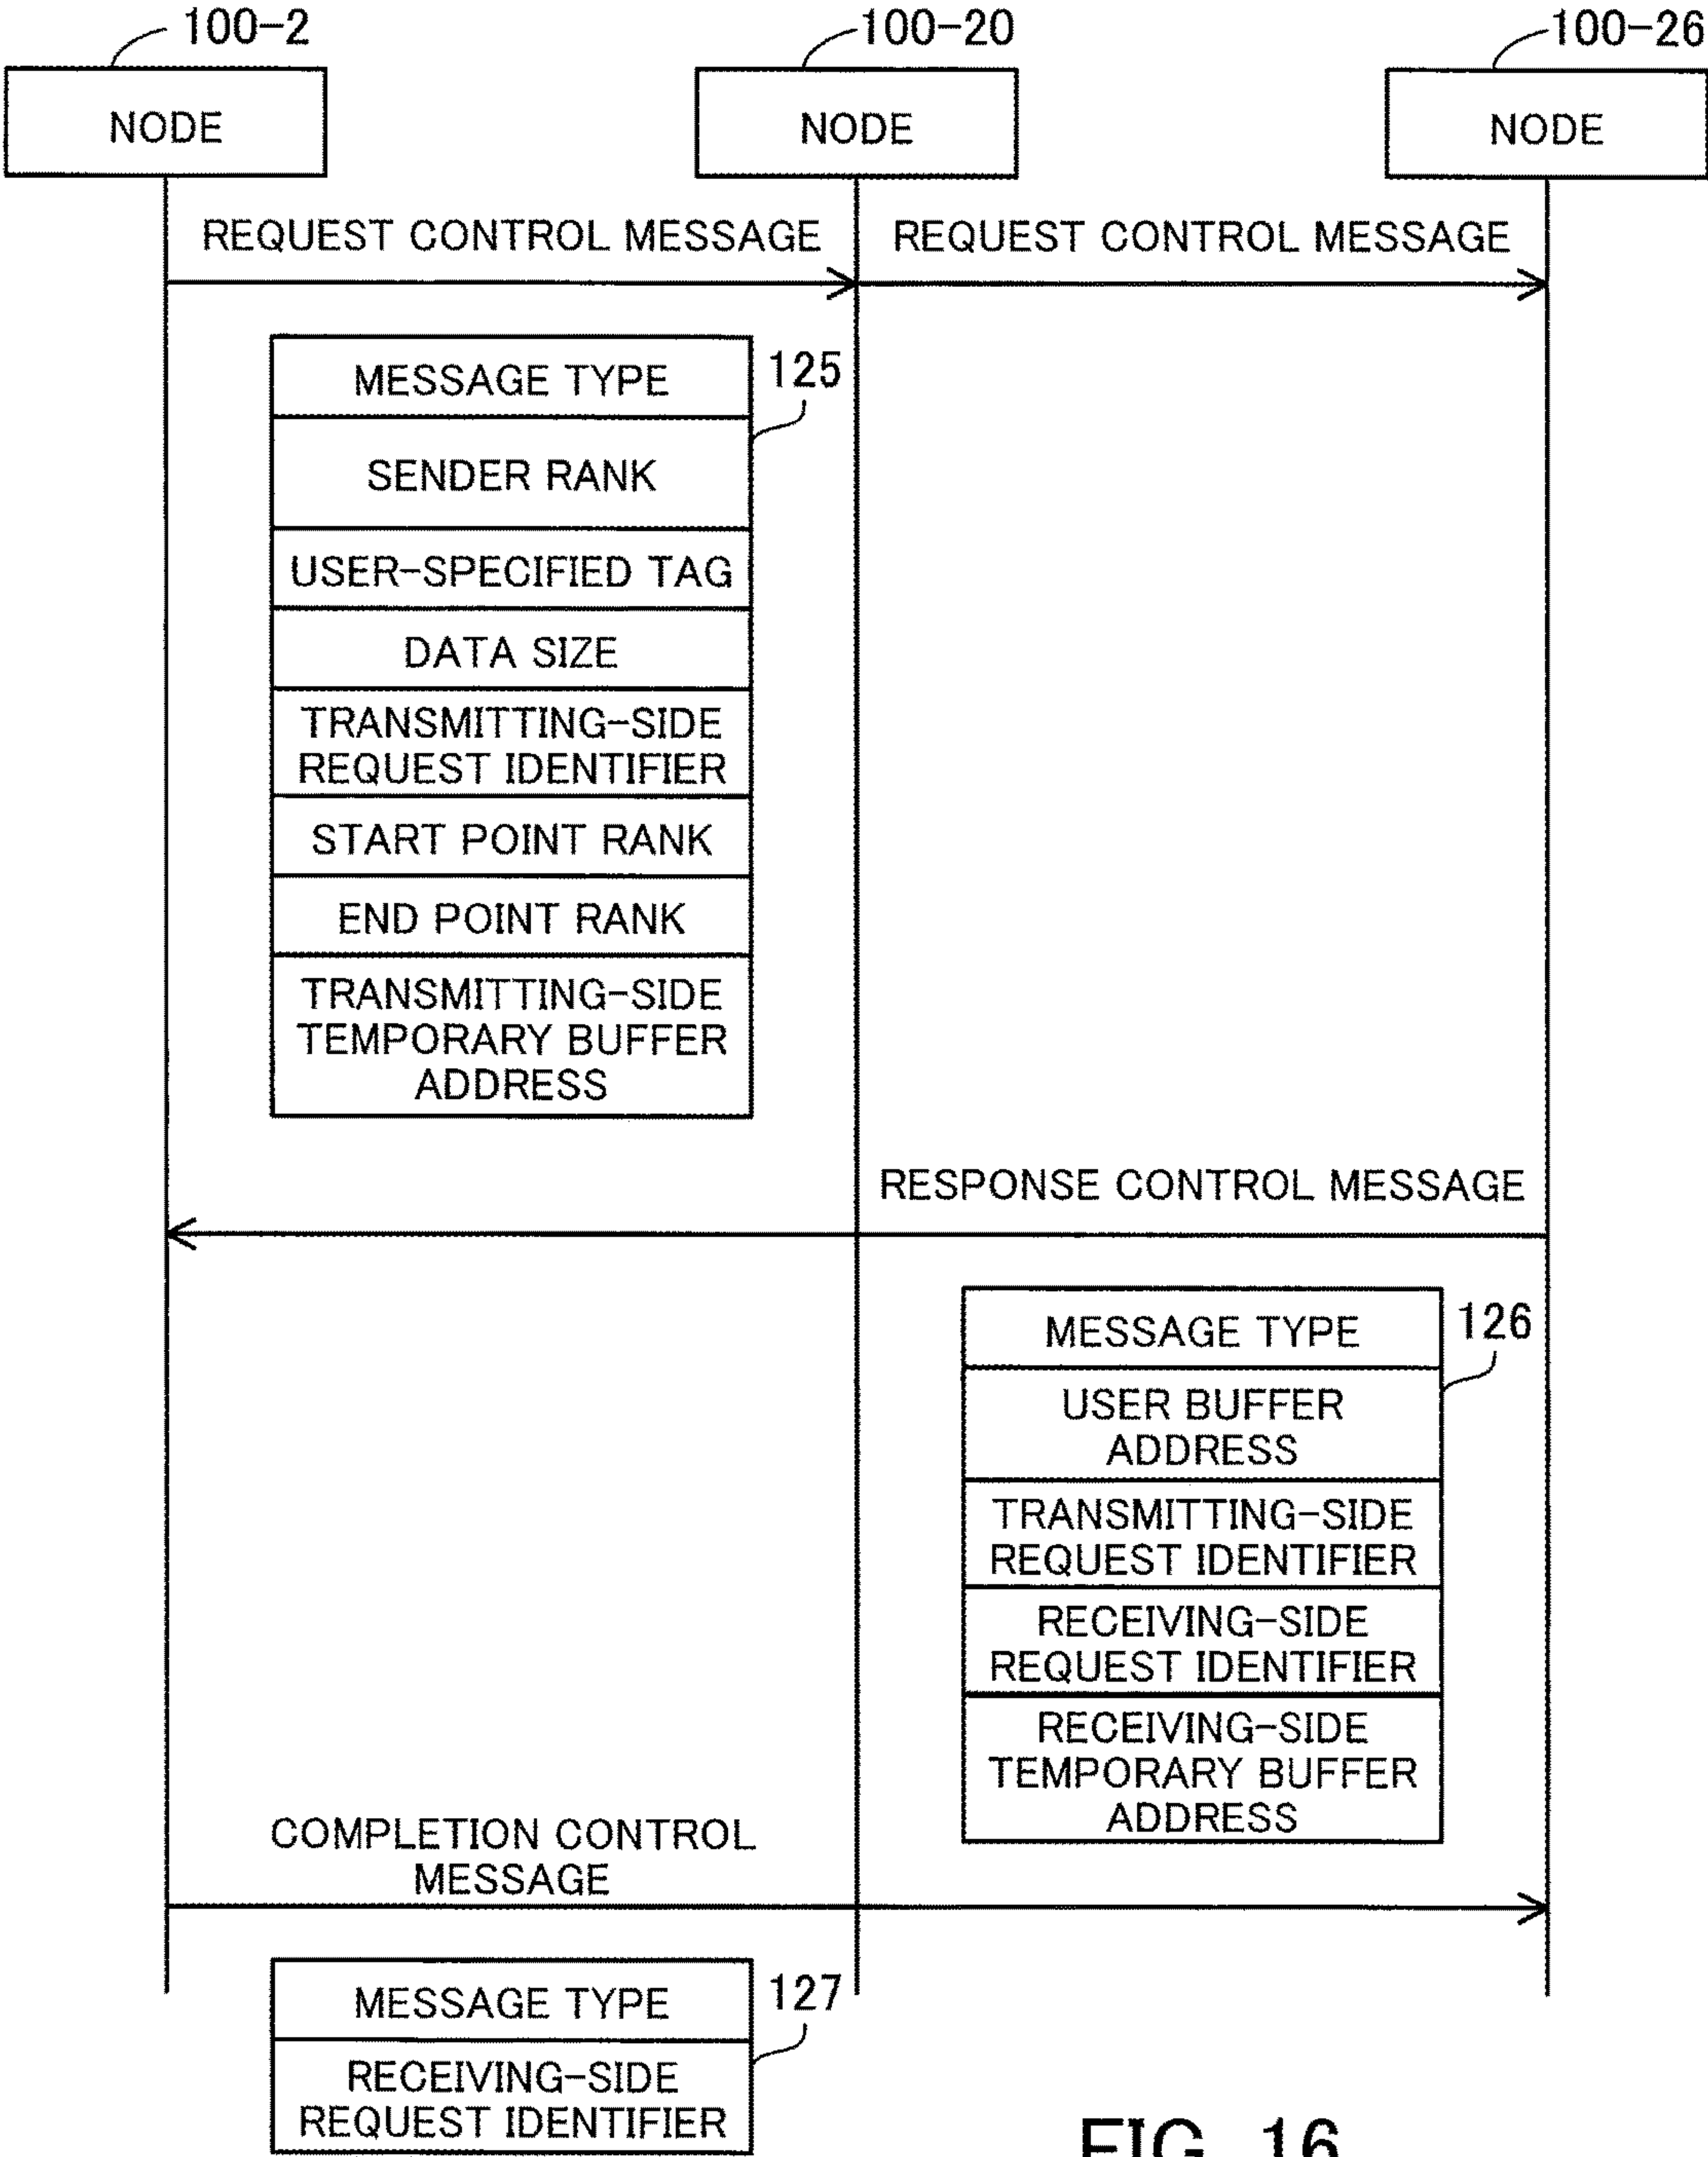 100-2
100-20
100-26
NODE
NODE
NODE
REQUEST CONTROL MESSAGE
REQUEST CONTROL MESSAGE
125
MESSAGE TYPE
SENDER RANK
USER-SPECIFIED TAG
DATA SIZE
TRANSMITTING-SIDE
REQUEST IDENTIFIER
START POINT RANK
END POINT RANK
TRANSMITTING-SIDE
TEMPORARY BUFFER
ADDRESS
RESPONSE CONTROL MESSAGE
126
MESSAGE TYPE
USER BUFFER
ADDRESS
TRANSMITTING-SIDE
REQUEST IDENTIFIER
RECEIVING-SIDE
REQUEST IDENTIFIER
RECEIVING-SIDE
TEMPORARY BUFFER
ADDRESS
COMPLETION CONTROL
MESSAGE
127
MESSAGE TYPE
RECEIVING-SIDE
REQUEST IDENTIFIER
FIG. 16